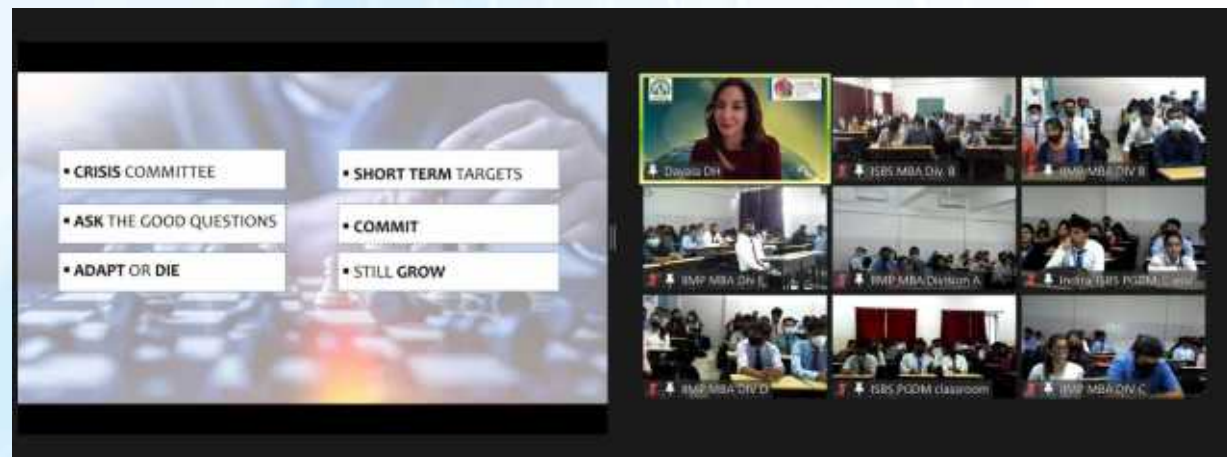 ▪ CRISIS COMMITTEE
▪ ASK THE GOOD QUESTIONS
▪ ADAPT OR DIE
▪ SHORT TERM TARGETS
▪ COMMIT
▪ STILL GROW
Dayala DH
ISBS MBA Div. B
IIMP MBA DIV B
IIMP MBA Div E
IIMP MBA Division A
Indira ISBS PGDM
IIMP MBA DIV D
ISBS PGDM classroom
IIMP MBA DIV C